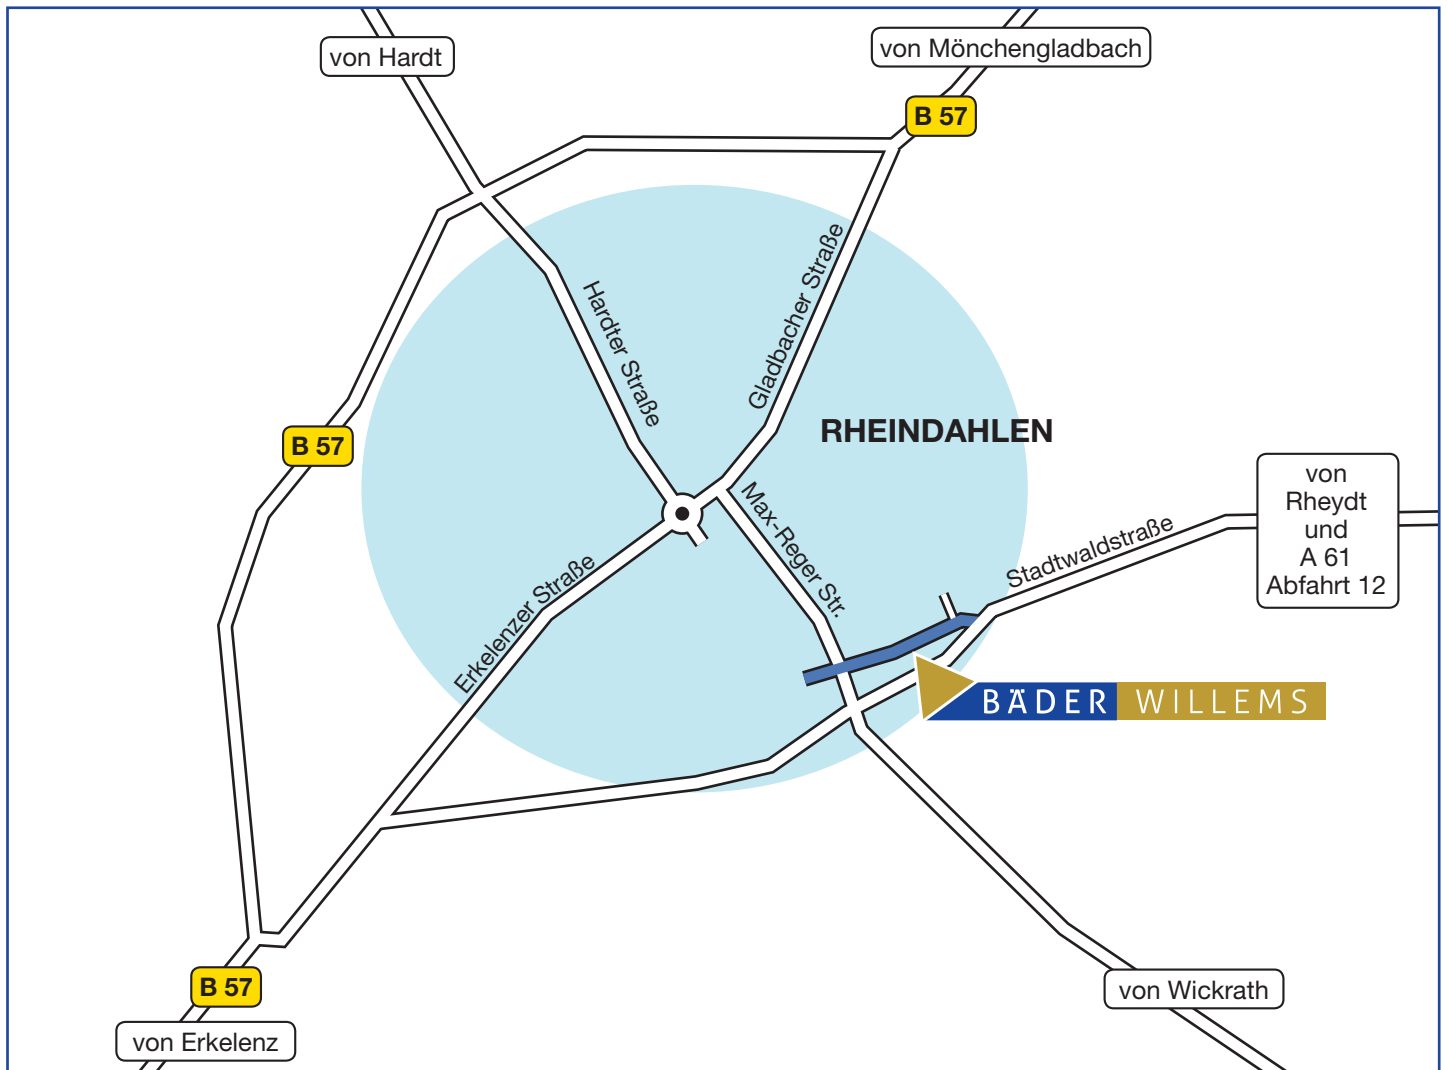 von Hardt
von Mönchengladbach
B 57
Hardter Straße
Gladbacher Straße
RHEINDAHLEN
B 57
von
Rheydt
und
A 61
Abfahrt 12
Max-Reger Str.
Stadtwaldstraße
Erkelenzer Straße
BÄDER WILLEMS
B 57
von Wickrath
von Erkelenz